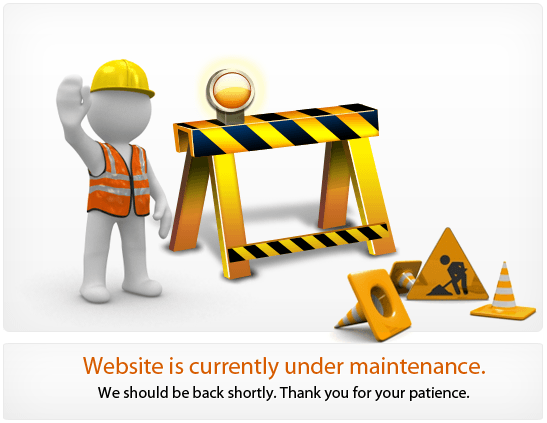 Website is currently under maintenance.
We should be back shortly. Thank you for your patience.